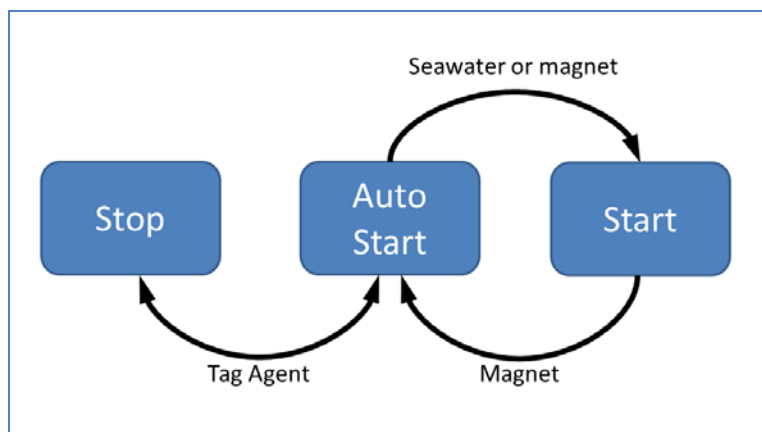 Seawater or magnet
Stop
Auto
Start
Start
Tag Agent
Magnet